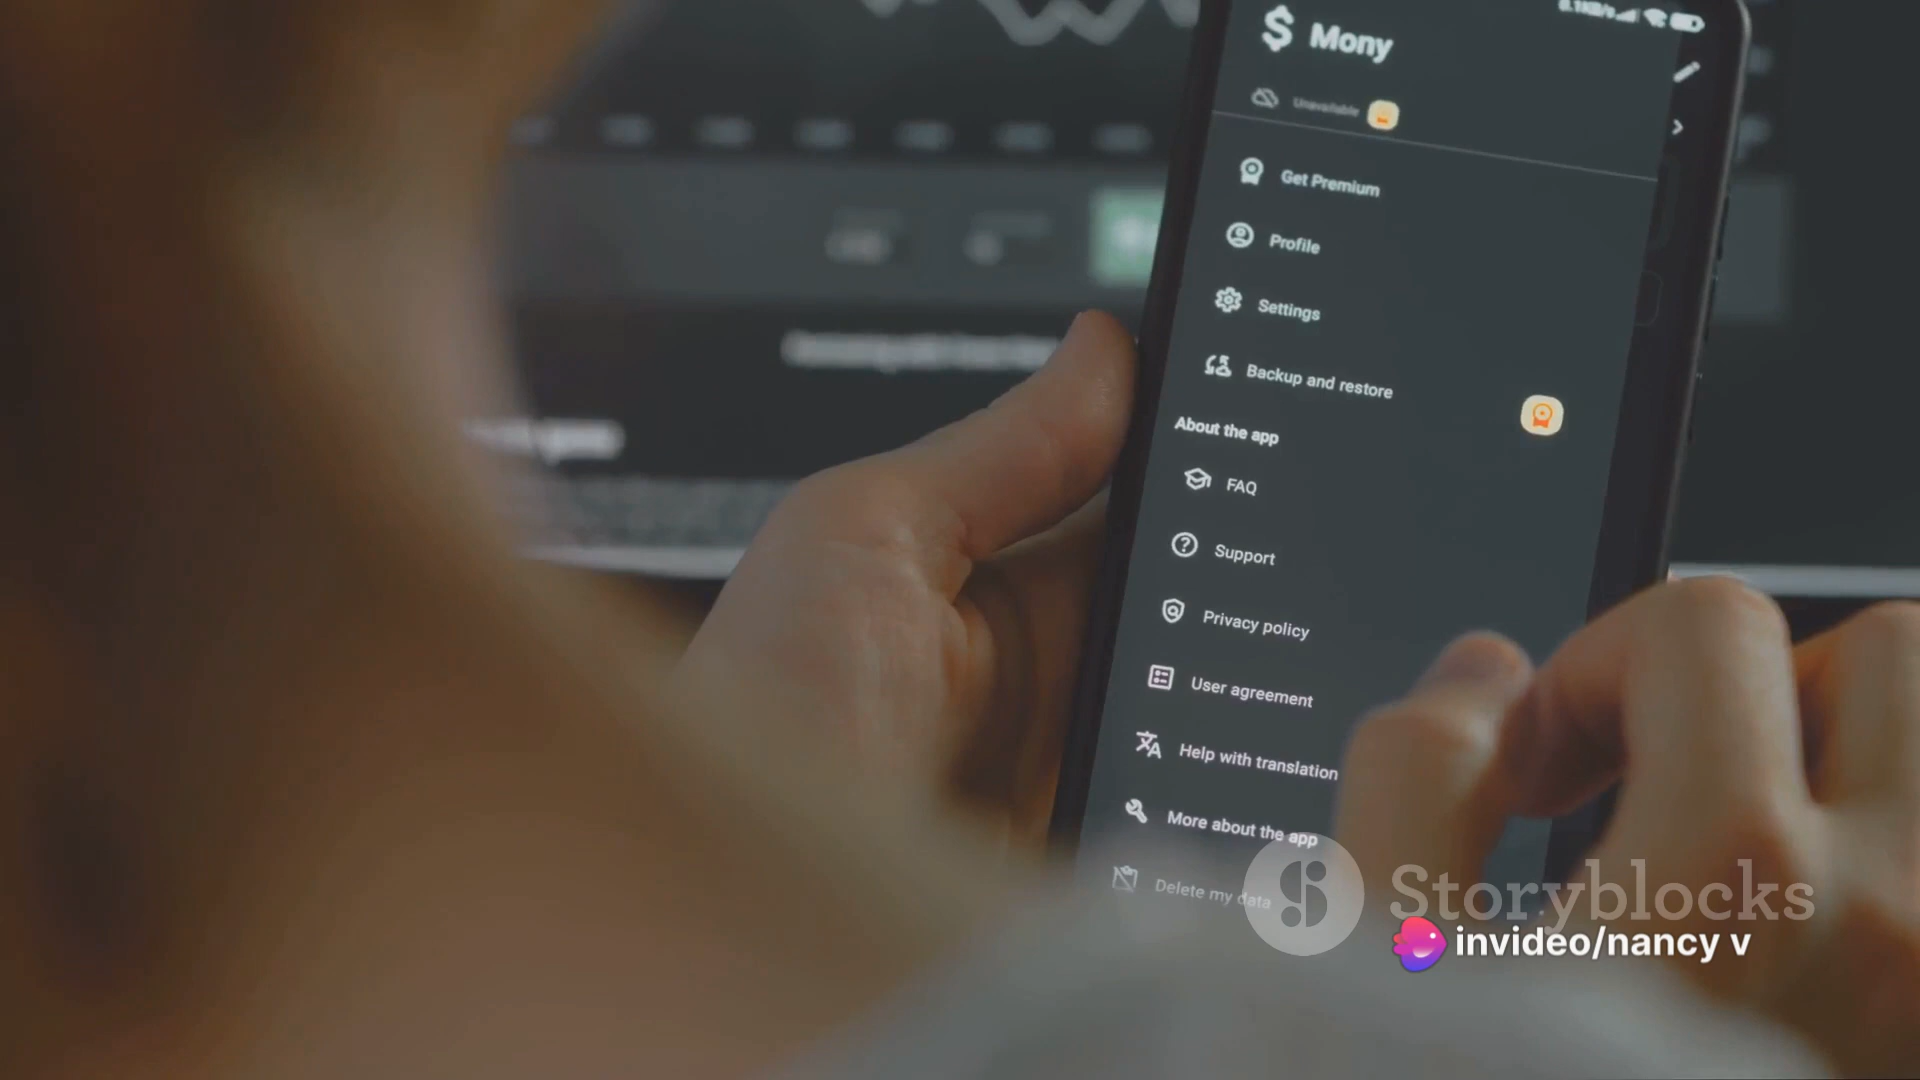 Mony
Unavailable
Get Premium
Profile
Settings
Backup and restore
About the app
FAQ
Support
Privacy policy
User agreement
Help with translation
More about the app
Delete my data
Storyblocks
invideo/nancy v